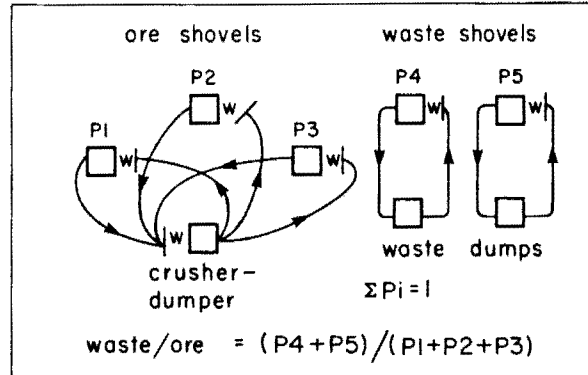 ore shovels
waste shovels
P2
P4
P5
W
W
W
P1
W
P3
W
W
crusher-
dumper
waste dumps
ΣPi=1
waste/ore = (P4+P5)/(P1+P2+P3)